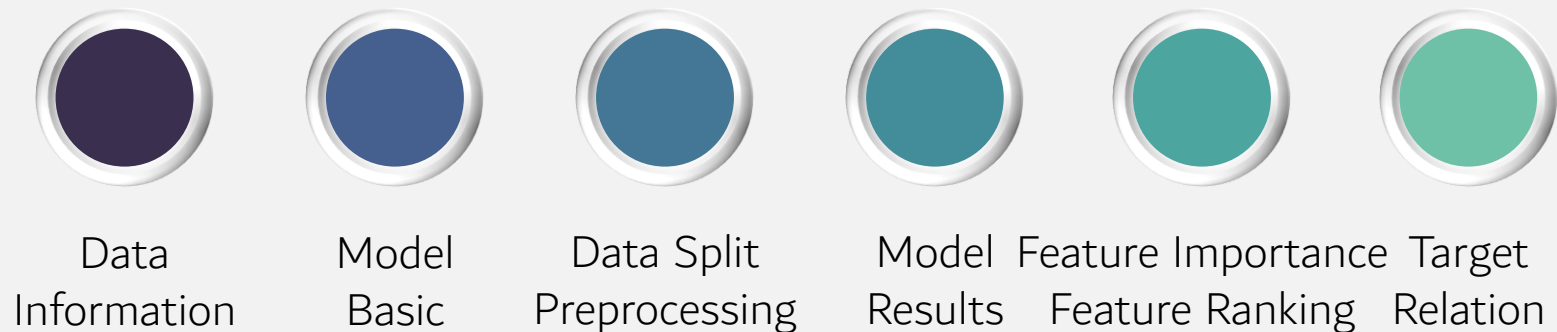 Data
Information
Model
Basic
Data Split
Preprocessing
Model
Results
Feature Importance
Feature Ranking
Target
Relation